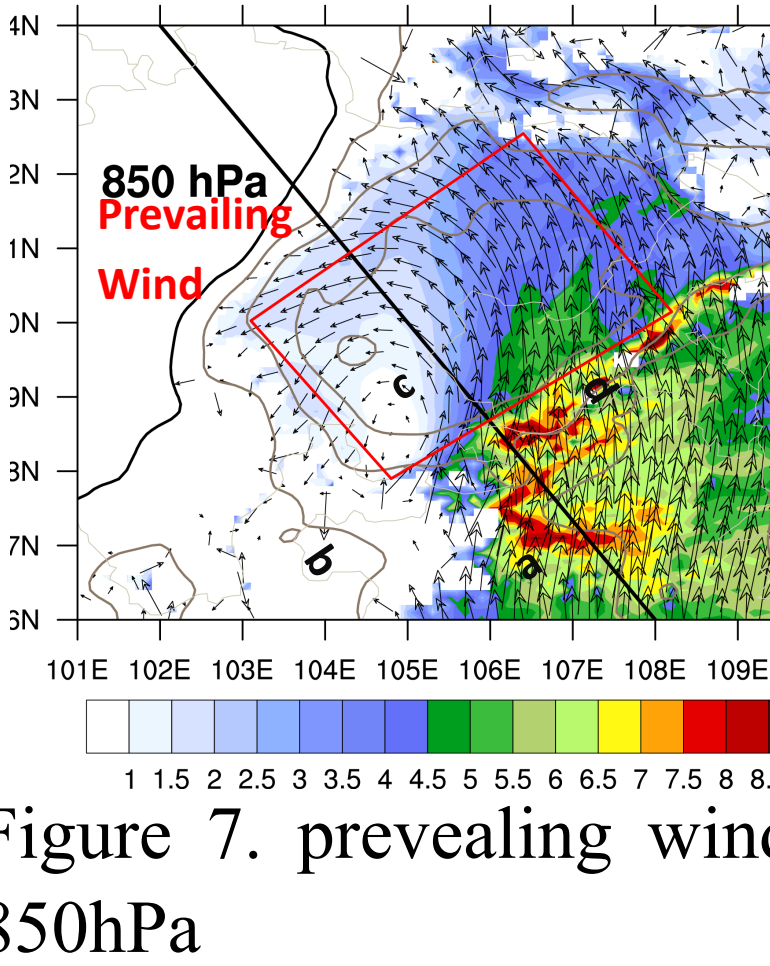 4N
3N
2N
850 hPa
Prevailing
1N
Wind
0N
9N
c
d
8N
7N
b
a
6N
101E 102E 103E 104E 105E 106E 107E 108E 109E
1 1.5 2 2.5 3 3.5 4 4.5 5 5.5 6 6.5 7 7.5 8 8.
Figure 7. prevealing wind
850hPa